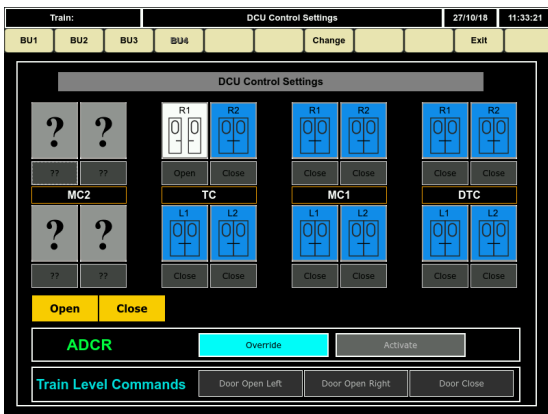 Train: DCU Control Settings 27/10/18 11:33:21
BU1 BU2 BU3 BU4 Change Exit
DCU Control Settings
? ? R1 R2 R1 R2 R1 R2
?? ?? Open Close Close Close Close Close
MC2 TC MC1 DTC
? ? L1 L2 L1 L2 L1 L2
?? ?? Close Close Close Close Close Close
Open Close
ADCR Override Activate
Train Level Commands Door Open Left Door Open Right Door Close